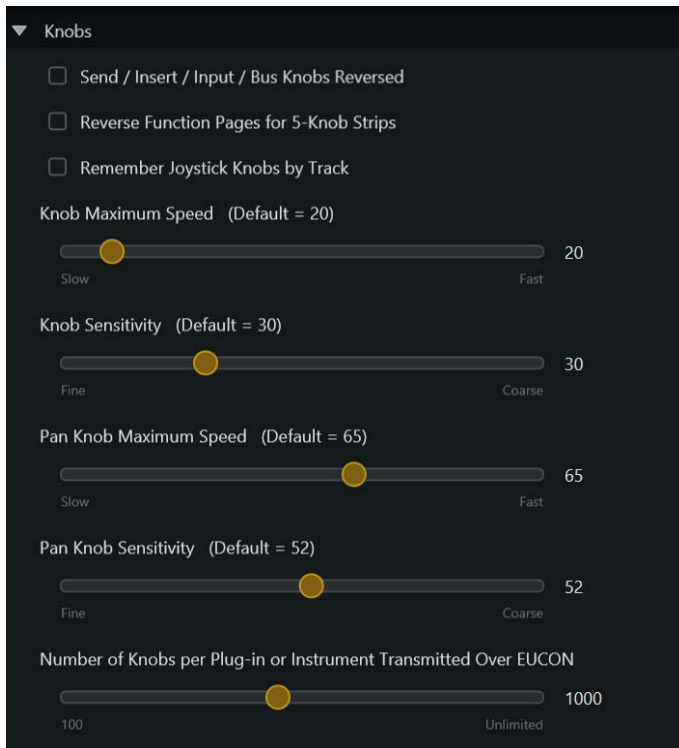 Knobs
Send / Insert / Input / Bus Knobs Reversed
Reverse Function Pages for 5-Knob Strips
Remember Joystick Knobs by Track
Knob Maximum Speed (Default = 20)
20
Slow Fast
Knob Sensitivity (Default = 30)
30
Fine Coarse
Pan Knob Maximum Speed (Default = 65)
65
Slow Fast
Pan Knob Sensitivity (Default = 52)
52
Fine Coarse
Number of Knobs per Plug-in or Instrument Transmitted Over EUCON
1000
100 Unlimited